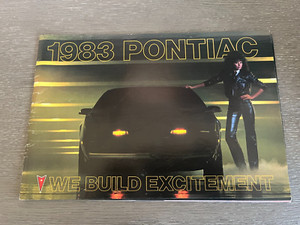 1983 PONTIAC
WE BUILD EXCITEMENT